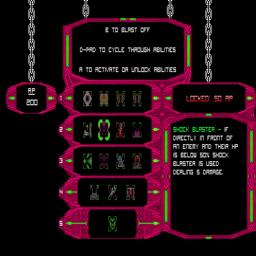 B TO BLAST OFF
D-PAD TO CYCLE THROUGH ABILITIES
A TO ACTIVATE OR UNLOCK ABILITIES
RP
200
LOCKED: 50 RP
1
2
3
4
5
SHOCK BLASTER - IF
DIRECTLY IN FRONT OF
AN ENEMY AND THEIR HP
IS BELOW 50% SHOCK
BLASTER IS USED
DEALING 5 DAMAGE.